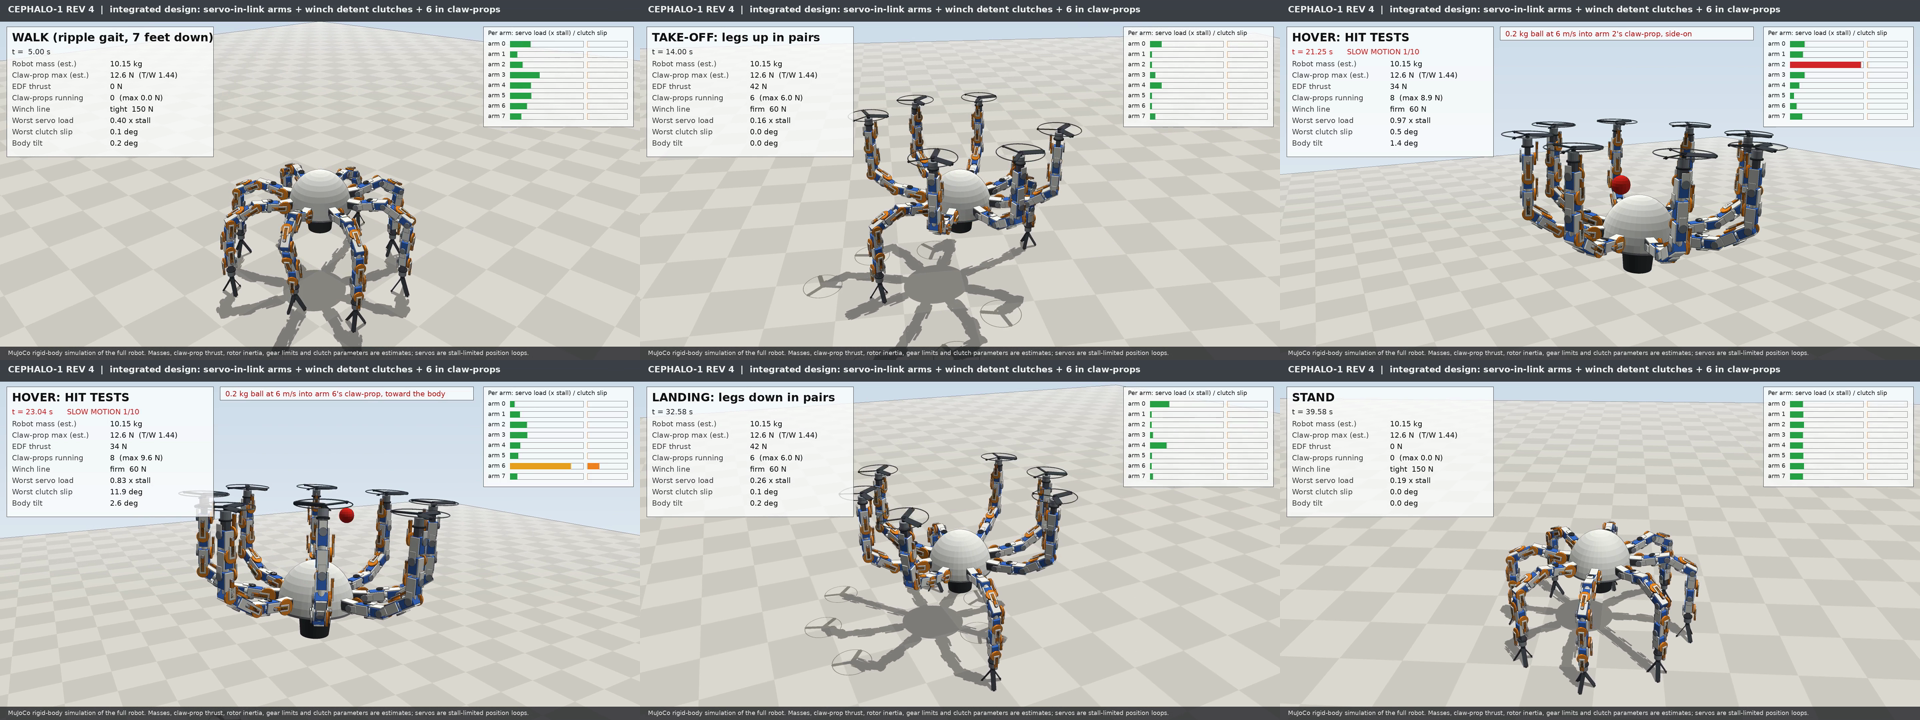 CEPHALO-1 REV 4 | integrated design: servo-in-link arms + winch detent clutches + 6 in claw-props
WALK (ripple gait, 7 feet down)
t = 5.00 s
Robot mass (est.) 10.15 kg
Claw-prop max (est.) 12.6 N (T/W 1.44)
EDF thrust 0 N
Claw-props running 0 (max 0.0 N)
Winch line tight 150 N
Worst servo load 0.40 x stall
Worst clutch slip 0.1 deg
Body tilt 0.2 deg
Per arm: servo load (x stall) / clutch slip
arm 0
arm 1
arm 2
arm 3
arm 4
arm 5
arm 6
arm 7
MuJoCo rigid-body simulation of the full robot. Masses, claw-prop thrust, rotor inertia, gear limits and clutch parameters are estimates; servos are stall-limited position loops.
CEPHALO-1 REV 4 | integrated design: servo-in-link arms + winch detent clutches + 6 in claw-props
TAKE-OFF: legs up in pairs
t = 14.00 s
Robot mass (est.) 10.15 kg
Claw-prop max (est.) 12.6 N (T/W 1.44)
EDF thrust 42 N
Claw-props running 6 (max 6.0 N)
Winch line firm 60 N
Worst servo load 0.16 x stall
Worst clutch slip 0.0 deg
Body tilt 0.0 deg
Per arm: servo load (x stall) / clutch slip
arm 0
arm 1
arm 2
arm 3
arm 4
arm 5
arm 6
arm 7
MuJoCo rigid-body simulation of the full robot. Masses, claw-prop thrust, rotor inertia, gear limits and clutch parameters are estimates; servos are stall-limited position loops.
CEPHALO-1 REV 4 | integrated design: servo-in-link arms + winch detent clutches + 6 in claw-props
HOVER: HIT TESTS
t = 21.25 s SLOW MOTION 1/10
Robot mass (est.) 10.15 kg
Claw-prop max (est.) 12.6 N (T/W 1.44)
EDF thrust 34 N
Claw-props running 8 (max 8.9 N)
Winch line firm 60 N
Worst servo load 0.97 x stall
Worst clutch slip 0.5 deg
Body tilt 1.4 deg
0.2 kg ball at 6 m/s into arm 2's claw-prop, side-on
Per arm: servo load (x stall) / clutch slip
arm 0
arm 1
arm 2
arm 3
arm 4
arm 5
arm 6
arm 7
MuJoCo rigid-body simulation of the full robot. Masses, claw-prop thrust, rotor inertia, gear limits and clutch parameters are estimates; servos are stall-limited position loops.
CEPHALO-1 REV 4 | integrated design: servo-in-link arms + winch detent clutches + 6 in claw-props
HOVER: HIT TESTS
t = 23.04 s SLOW MOTION 1/10
Robot mass (est.) 10.15 kg
Claw-prop max (est.) 12.6 N (T/W 1.44)
EDF thrust 34 N
Claw-props running 8 (max 9.6 N)
Winch line firm 60 N
Worst servo load 0.83 x stall
Worst clutch slip 11.9 deg
Body tilt 2.6 deg
0.2 kg ball at 6 m/s into arm 6's claw-prop, toward the body
Per arm: servo load (x stall) / clutch slip
arm 0
arm 1
arm 2
arm 3
arm 4
arm 5
arm 6
arm 7
MuJoCo rigid-body simulation of the full robot. Masses, claw-prop thrust, rotor inertia, gear limits and clutch parameters are estimates; servos are stall-limited position loops.
CEPHALO-1 REV 4 | integrated design: servo-in-link arms + winch detent clutches + 6 in claw-props
LANDING: legs down in pairs
t = 32.58 s
Robot mass (est.) 10.15 kg
Claw-prop max (est.) 12.6 N (T/W 1.44)
EDF thrust 42 N
Claw-props running 6 (max 6.0 N)
Winch line firm 60 N
Worst servo load 0.26 x stall
Worst clutch slip 0.1 deg
Body tilt 0.2 deg
Per arm: servo load (x stall) / clutch slip
arm 0
arm 1
arm 2
arm 3
arm 4
arm 5
arm 6
arm 7
MuJoCo rigid-body simulation of the full robot. Masses, claw-prop thrust, rotor inertia, gear limits and clutch parameters are estimates; servos are stall-limited position loops.
CEPHALO-1 REV 4 | integrated design: servo-in-link arms + winch detent clutches + 6 in claw-props
STAND
t = 39.58 s
Robot mass (est.) 10.15 kg
Claw-prop max (est.) 12.6 N (T/W 1.44)
EDF thrust 0 N
Claw-props running 0 (max 0.0 N)
Winch line tight 150 N
Worst servo load 0.19 x stall
Worst clutch slip 0.0 deg
Body tilt 0.0 deg
Per arm: servo load (x stall) / clutch slip
arm 0
arm 1
arm 2
arm 3
arm 4
arm 5
arm 6
arm 7
MuJoCo rigid-body simulation of the full robot. Masses, claw-prop thrust, rotor inertia, gear limits and clutch parameters are estimates; servos are stall-limited position loops.